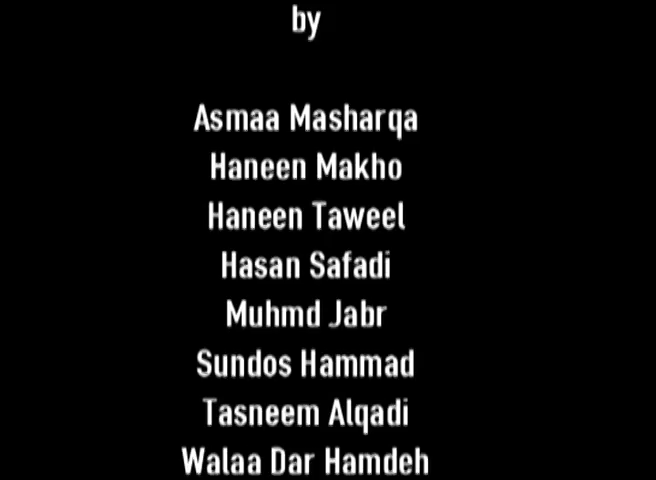 by
Asmaa Masharqa
Haneen Makho
Haneen Taweel
Hasan Safadi
Muhmd Jabr
Sundos Hammad
Tasneem Alqadi
Walaa Dar Hamdeh